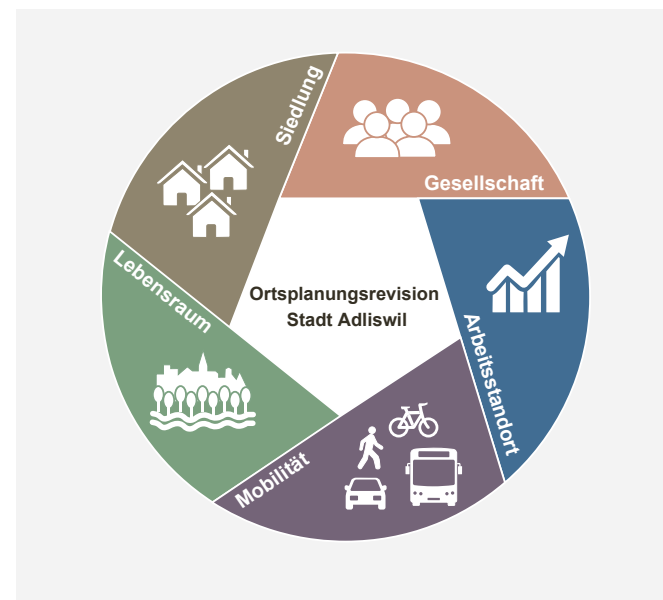 Siedlung
Gesellschaft
Lebensraum
Ortsplanungsrevision
Stadt Adliswil
Arbeitsstandort
Mobilität